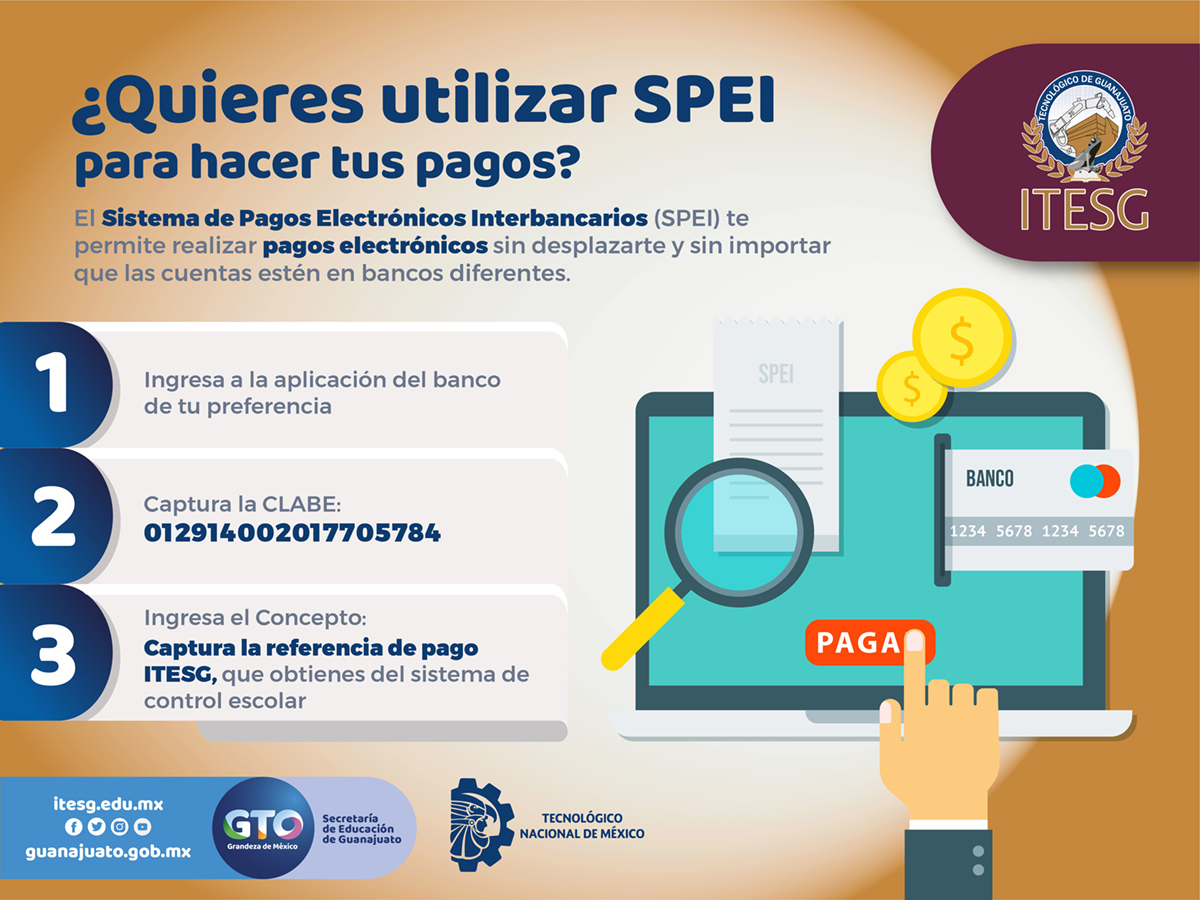 ¿Quieres utilizar SPEI
para hacer tus pagos?
El Sistema de Pagos Electrónicos Interbancarios (SPEI) te
permite realizar pagos electrónicos sin desplazarte y sin importar
que las cuentas estén en bancos diferentes.
TECNOLÓGICO DE GUANAJUATO
ITESG
1
Ingresa a la aplicación del banco
de tu preferencia
2
Captura la CLABE:
012914002017705784
3
Ingresa el Concepto:
Captura la referencia de pago
ITESG, que obtienes del sistema de
control escolar
SPEI
$
$
BANCO
1234 5678 1234 5678
PAGA
itesg.edu.mx
guanajuato.gob.mx
GTO
Grandeza de México
Secretaría
de Educación
de Guanajuato
TECNOLÓGICO
NACIONAL DE MÉXICO